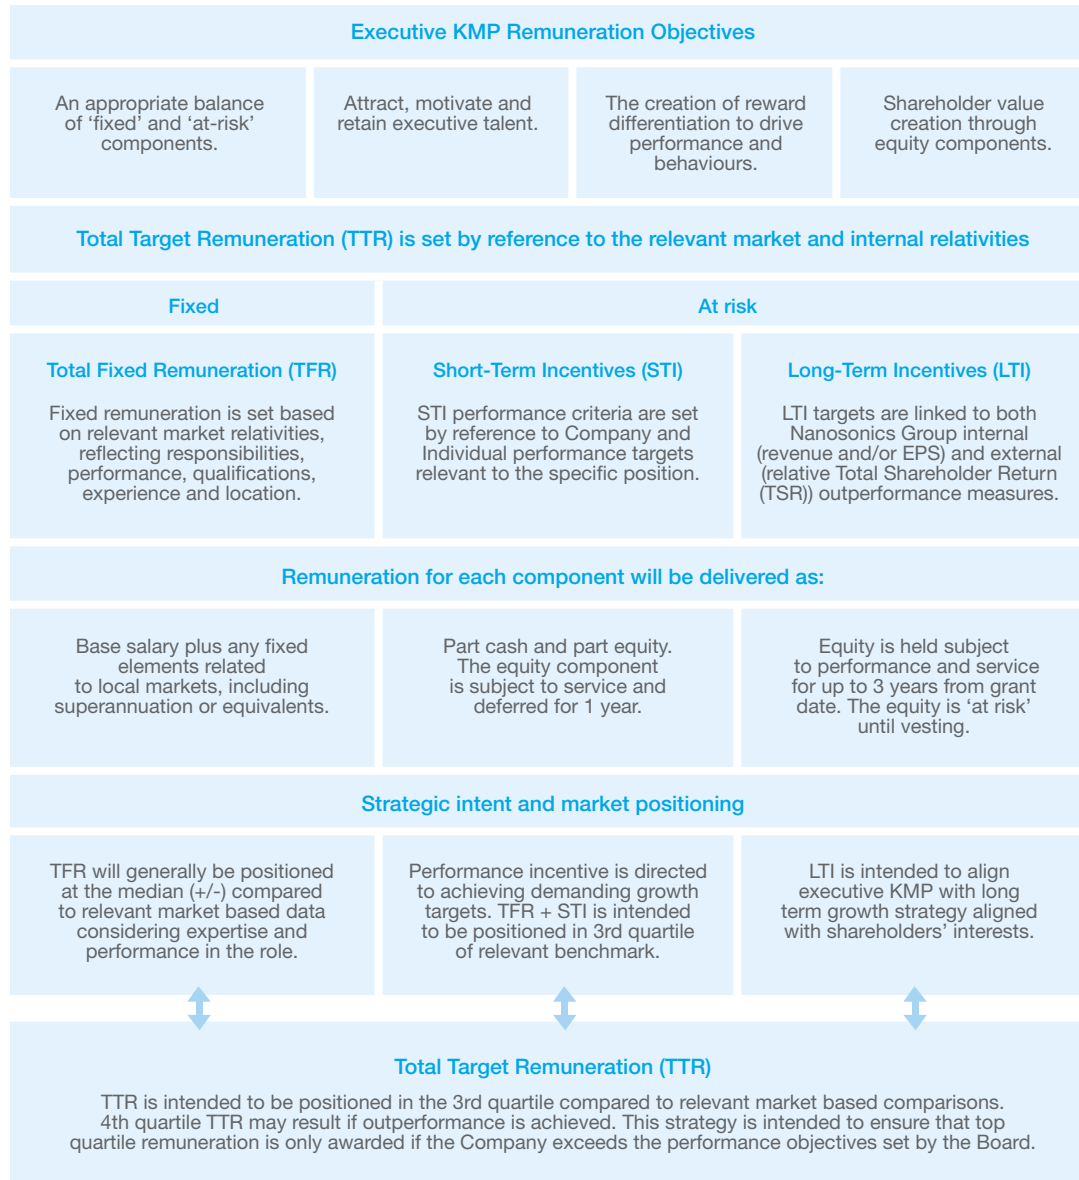 Executive KMP Remuneration Objectives
An appropriate balance
of ‘fixed’ and ‘at-risk’
components.
Attract, motivate and
retain executive talent.
The creation of reward
differentiation to drive
performance and
behaviours.
Shareholder value
creation through
equity components.
Total Target Remuneration (TTR) is set by reference to the relevant market and internal relativities
Fixed
At risk
Total Fixed Remuneration (TFR)
Fixed remuneration is set based
on relevant market relativities,
reflecting responsibilities,
performance, qualifications,
experience and location.
Short-Term Incentives (STI)
STI performance criteria are set
by reference to Company and
Individual performance targets
relevant to the specific position.
Long-Term Incentives (LTI)
LTI targets are linked to both
Nanosonics Group internal
(revenue and/or EPS) and external
(relative Total Shareholder Return
(TSR)) outperformance measures.
Remuneration for each component will be delivered as:
Base salary plus any fixed
elements related
to local markets, including
superannuation or equivalents.
Part cash and part equity.
The equity component
is subject to service and
deferred for 1 year.
Equity is held subject
to performance and service
for up to 3 years from grant
date. The equity is ‘at risk’
until vesting.
Strategic intent and market positioning
TFR will generally be positioned
at the median (+/-) compared
to relevant market based data
considering expertise and
performance in the role.
Performance incentive is directed
to achieving demanding growth
targets. TFR + STI is intended
to be positioned in 3rd quartile
of relevant benchmark.
LTI is intended to align
executive KMP with long
term growth strategy aligned
with shareholders’ interests.
Total Target Remuneration (TTR)
TTR is intended to be positioned in the 3rd quartile compared to relevant market based comparisons.
4th quartile TTR may result if outperformance is achieved. This strategy is intended to ensure that top
quartile remuneration is only awarded if the Company exceeds the performance objectives set by the Board.